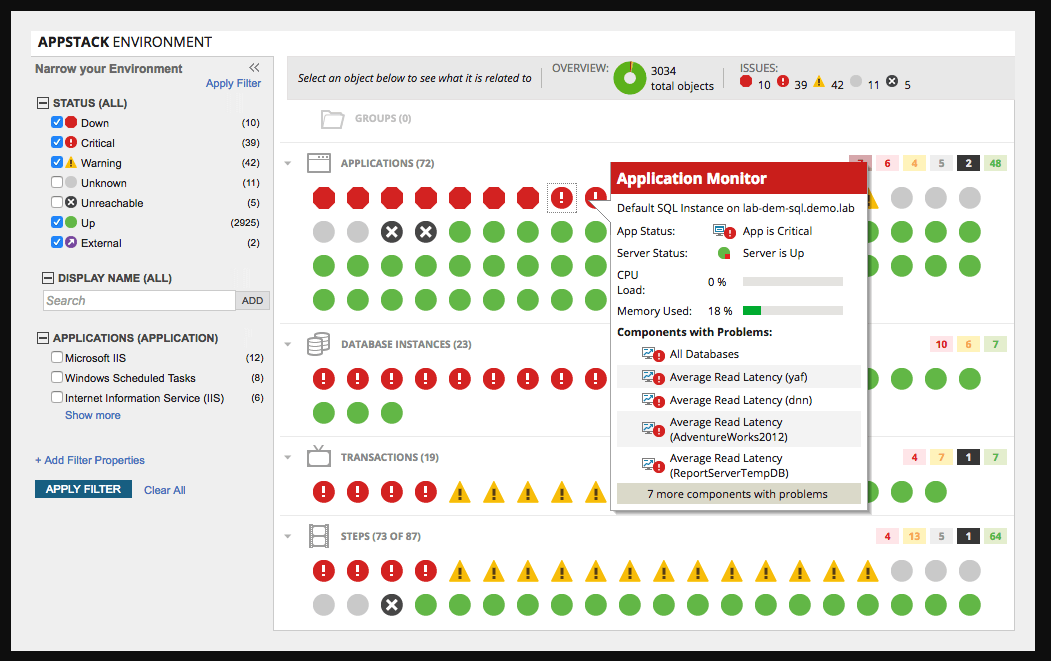 APPSTACK ENVIRONMENT
Narrow your Environment
Apply Filter
STATUS (ALL)
Down (10)
Critical (39)
Warning (42)
Unknown (11)
Unreachable (5)
Up (2925)
External (2)
DISPLAY NAME (ALL)
Search ADD
APPLICATIONS (APPLICATION)
Microsoft IIS (12)
Windows Scheduled Tasks (8)
Internet Information Service (IIS) (6)
Show more
+ Add Filter Properties
APPLY FILTER Clear All
Select an object below to see what it is related to
OVERVIEW:
3034
total objects
ISSUES:
10 39 42 11 5
GROUPS (0)
APPLICATIONS (72) 6 4 5 2 48
Application Monitor
Default SQL Instance on lab-dem-sql.demo.lab
App Status: App is Critical
Server Status: Server is Up
CPU
Load: 0 %
Memory Used: 18 %
Components with Problems:
All Databases
Average Read Latency (yaf)
Average Read Latency (dnn)
Average Read Latency
(AdventureWorks2012)
Average Read Latency
(ReportServerTempDB)
7 more components with problems
DATABASE INSTANCES (23) 10 6 7
TRANSACTIONS (19) 4 7 1 7
STEPS (73 OF 87) 4 13 5 1 64